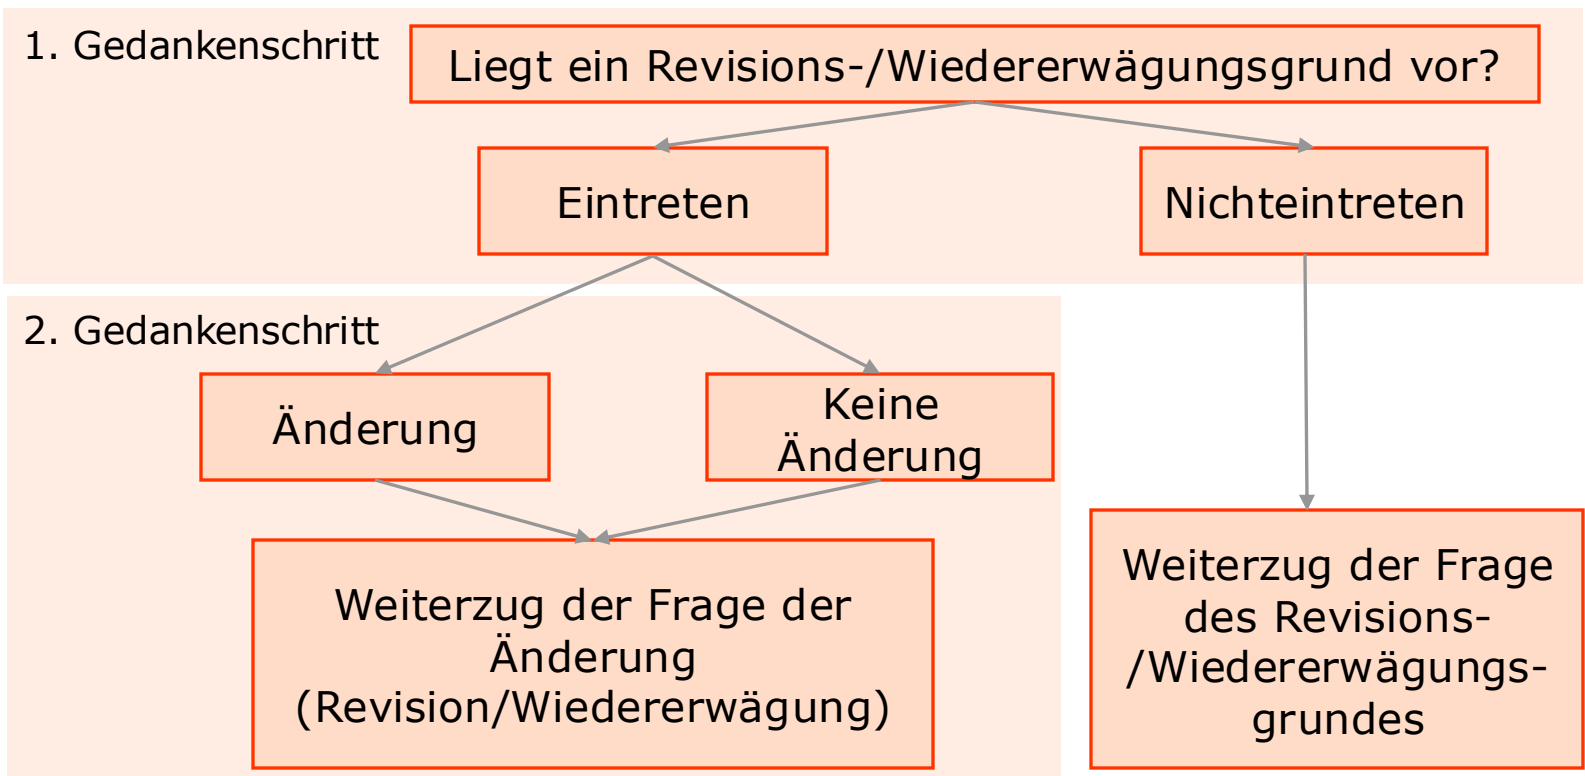 1. Gedankenschritt
Liegt ein Revisions-/Wiedererwägungsgrund vor?
Eintreten
Nichteintreten
2. Gedankenschritt
Änderung
Keine
Änderung
Weiterzug der Frage der
Änderung
(Revision/Wiedererwägung)
Weiterzug der Frage
des Revisions-
/Wiedererwägungs-
grundes